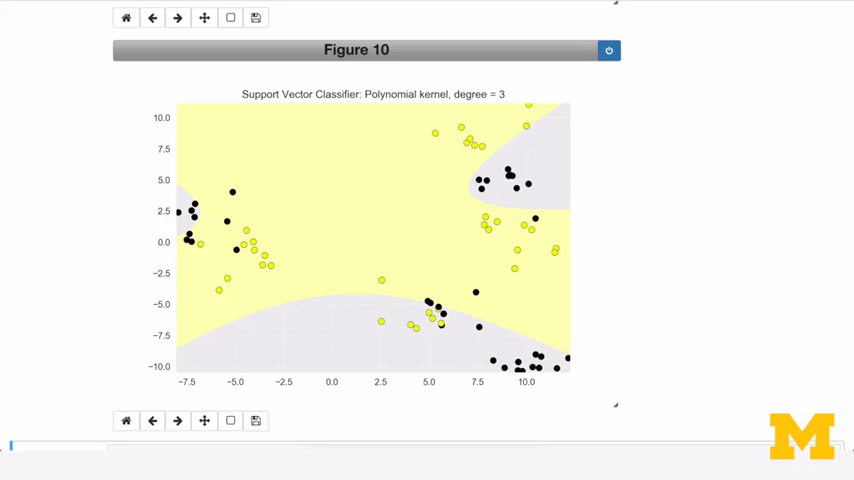 Figure 10
Support Vector Classifier: Polynomial kernel, degree = 3
10.0
7.5
5.0
2.5
0.0
−2.5
−5.0
−7.5
−10.0
−7.5 −5.0 −2.5 0.0 2.5 5.0 7.5 10.0
M